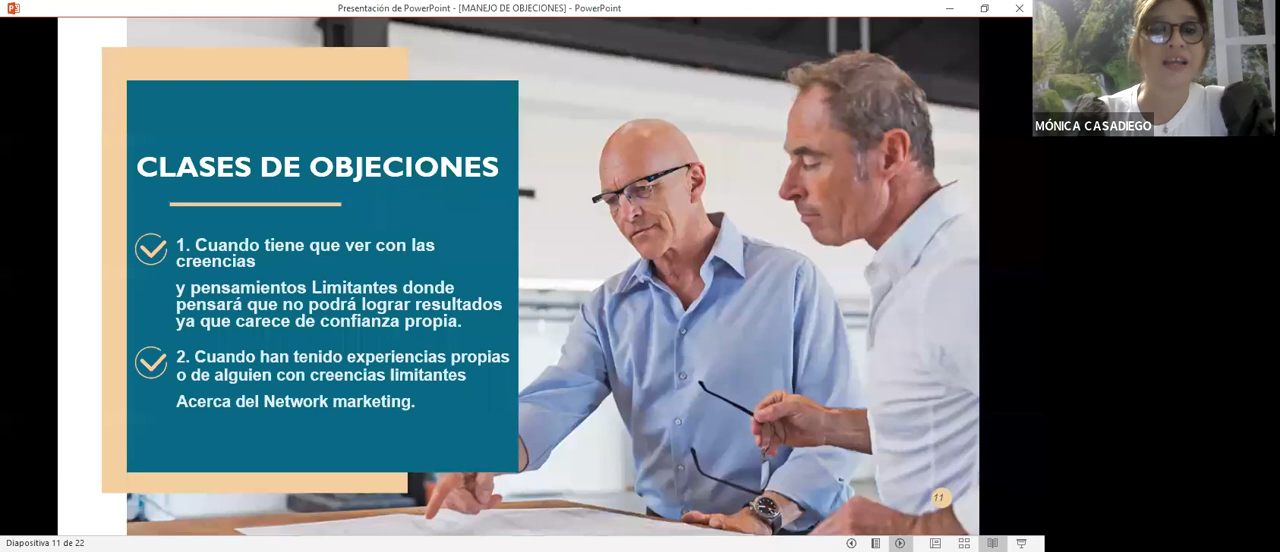 Presentación de PowerPoint - [MANEJO DE OBJECIONES] - PowerPoint
MÓNICA CASADIEGO
CLASES DE OBJECIONES
1. Cuando tiene que ver con las
creencias
y pensamientos Limitantes donde
pensará que no podrá lograr resultados
ya que carece de confianza propia.
2. Cuando han tenido experiencias propias
o de alguien con creencias limitantes
Acerca del Network marketing.
11
Diapositiva 11 de 22